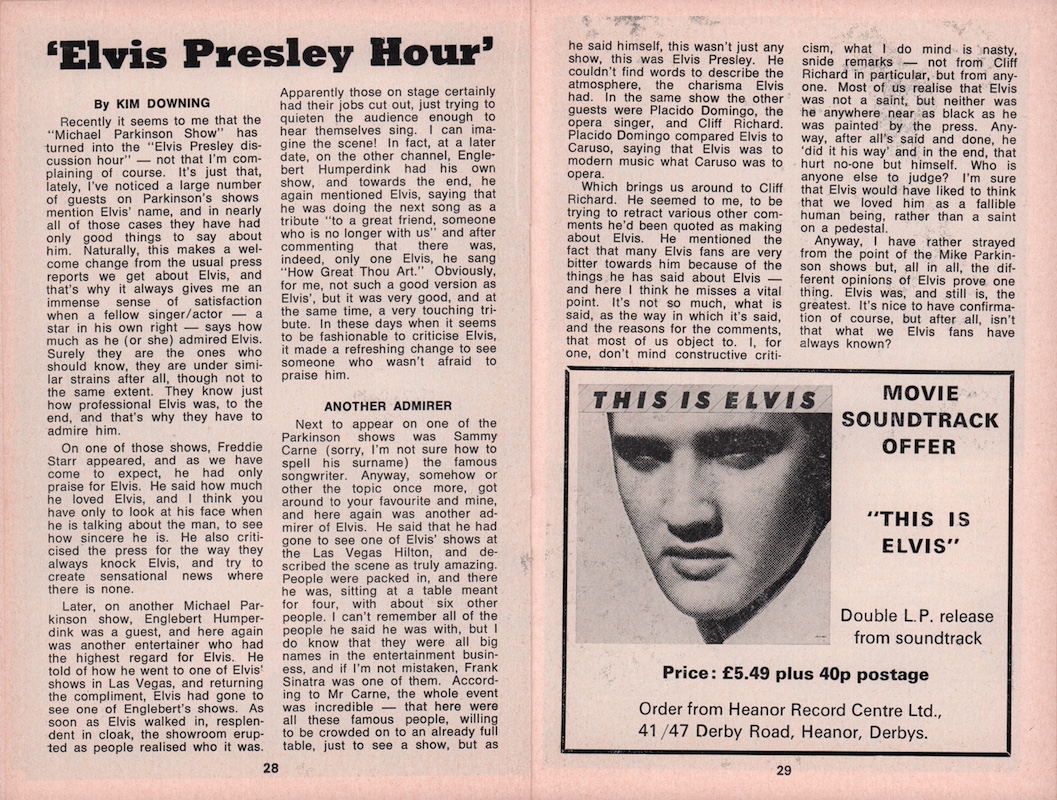 ‘Elvis Presley Hour’
By KIM DOWNING
Recently it seems to me that the
"Michael Parkinson Show" has
turned into the "Elvis Presley dis-
cussion hour" — not that I'm com-
plaining of course. It's just that,
lately, I've noticed a large number
of guests on Parkinson's shows
mention Elvis' name, and in nearly
all of those cases they have had
only good things to say about
him. Naturally, this makes a wel-
come change from the usual press
reports we get about Elvis, and
that's why it always gives me an
immense sense of satisfaction
when a fellow singer/actor — a
star in his own right — says how
much as he (or she) admired Elvis.
Surely they are the ones who
should know, they are under simi-
lar strains after all, though not to
the same extent. They know just
how professional Elvis was, to the
end, and that's why they have to
admire him.
On one of those shows, Freddie
Starr appeared, and as we have
come to expect, he had only
praise for Elvis. He said how much
he loved Elvis, and I think you
have only to look at his face when
he is talking about the man, to see
how sincere he is. He also criti-
cised the press for the way they
always knock Elvis, and try to
create sensational news where
there is none.
Later, on another Michael Par-
kinson show, Englebert Humper-
dink was a guest, and here again
was another entertainer who had
the highest regard for Elvis. He
told of how he went to one of Elvis'
shows in Las Vegas, and returning
the compliment, Elvis had gone to
see one of Englebert's shows. As
soon as Elvis walked in, resplen-
dent in cloak, the showroom erup-
ted as people realised who it was.
Apparently those on stage certainly
had their jobs cut out, just trying to
quieten the audience enough to
hear themselves sing. I can ima-
gine the scene! In fact, at a later
date, on the other channel, Engle-
bert Humperdink had his own
show, and towards the end, he
again mentioned Elvis, saying that
he was doing the next song as a
tribute "to a great friend, someone
who is no longer with us" and after
commenting that there was,
indeed, only one Elvis, he sang
"How Great Thou Art." Obviously,
for me, not such a good version as
Elvis', but it was very good, and at
the same time, a very touching tri-
bute. In these days when it seems
to be fashionable to criticise Elvis,
it made a refreshing change to see
someone who wasn't afraid to
praise him.
ANOTHER ADMIRER
Next to appear on one of the
Parkinson shows was Sammy
Carne (sorry, I'm not sure how to
spell his surname) the famous
songwriter. Anyway, somehow or
other the topic once more, got
around to your favourite and mine,
and here again was another ad-
mirer of Elvis. He said that he had
gone to see one of Elvis' shows at
the Las Vegas Hilton, and de-
scribed the scene as truly amazing.
People were packed in, and there
he was, sitting at a table meant
for four, with about six other
people. I can't remember all of the
people he said he was with, but I
do know that they were all big
names in the entertainment busin-
ess, and if I'm not mistaken, Frank
Sinatra was one of them. Accord-
ing to Mr Carne, the whole event
was incredible — that here were
all these famous people, willing
to be crowded on to an already full
table, just to see a show, but as
28
he said himself, this wasn't just any
show, this was Elvis Presley. He
couldn't find words to describe the
atmosphere, the charisma Elvis
had. In the same show the other
guests were Placido Domingo, the
opera singer, and Cliff Richard.
Placido Domingo compared Elvis to
Caruso, saying that Elvis was to
modern music what Caruso was to
opera.
Which brings us around to Cliff
Richard. He seemed to me, to be
trying to retract various other com-
ments he'd been quoted as making
about Elvis. He mentioned the
fact that many Elvis fans are very
bitter towards him because of the
things he has said about Elvis —
and here I think he misses a vital
point. It's not so much, what is
said, as the way in which it's said,
and the reasons for the comments,
that most of us object to. I, for
one, don't mind constructive criti-
cism, what I do mind is nasty,
snide remarks — not from Cliff
Richard in particular, but from any-
one. Most of us realise that Elvis
was not a saint, but neither was
he anywhere near as black as he
was painted by the press. Any-
way, after all's said and done, he
'did it his way' and in the end, that
hurt no-one but himself. Who is
anyone else to judge? I'm sure
that Elvis would have liked to think
that we loved him as a fallible
human being, rather than a saint
on a pedestal.
Anyway, I have rather strayed
from the point of the Mike Parkin-
son shows but, all in all, the dif-
ferent opinions of Elvis prove one
thing. Elvis was, and still is, the
greatest. It's nice to have confirma-
tion of course, but after all, isn't
that what we Elvis fans have
always known?
THIS IS ELVIS
MOVIE
SOUNDTRACK
OFFER
"THIS IS
ELVIS"
Double L.P. release
from soundtrack
Price: £5.49 plus 40p postage
Order from Heanor Record Centre Ltd.,
41/47 Derby Road, Heanor, Derbys.
29